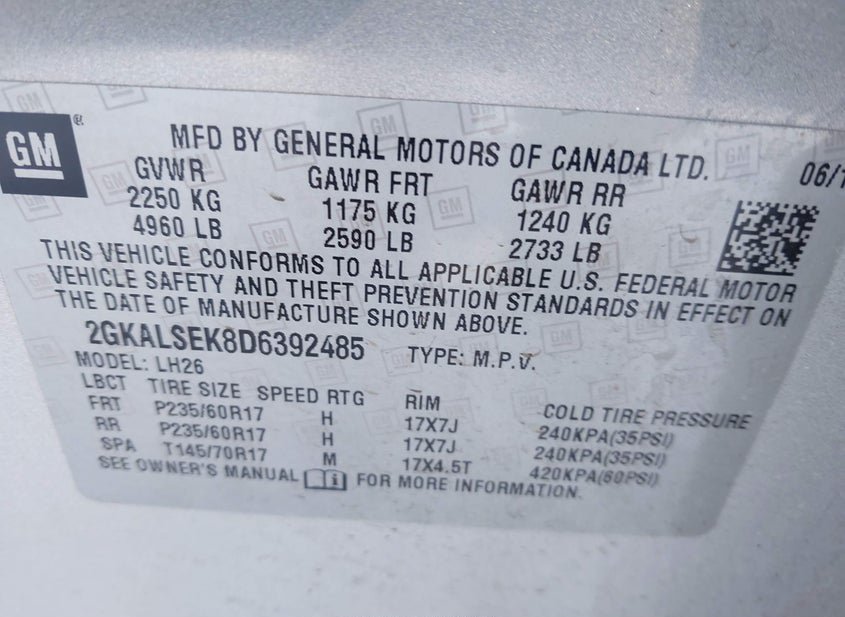 GM ®
MFD BY GENERAL MOTORS OF CANADA LTD. 06/1
GVWR GAWR FRT GAWR RR
2250 KG 1175 KG 1240 KG
4960 LB 2590 LB 2733 LB
THIS VEHICLE CONFORMS TO ALL APPLICABLE U.S. FEDERAL MOTOR
VEHICLE SAFETY AND THEFT PREVENTION STANDARDS IN EFFECT ON
THE DATE OF MANUFACTURE SHOWN ABOVE.
2GKALSEK8D6392485 TYPE: M.P.V.
MODEL: LH26
LBCT TIRE SIZE SPEED RTG RIM COLD TIRE PRESSURE
FRT P235/60R17 H 17X7J 240KPA(35PSI)
RR P235/60R17 H 17X7J 240KPA(35PSI)
SPA T145/70R17 M 17X4.5T 420KPA(60PSI)
SEE OWNER'S MANUAL i FOR MORE INFORMATION.